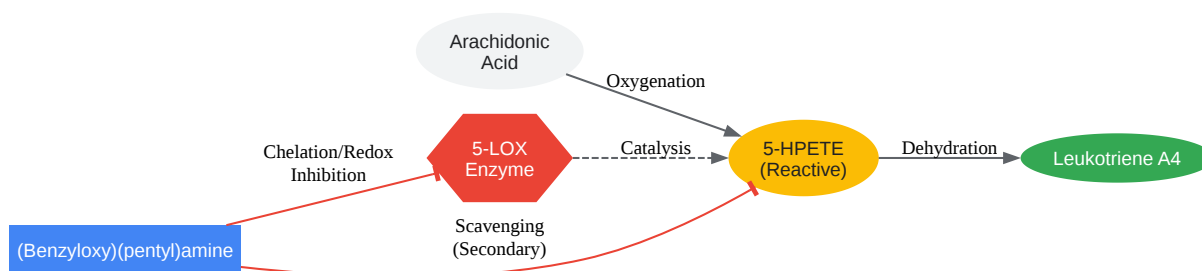 Arachidonic
Acid
Oxygenation
Chelation/Redox
Inhibition
5-LOX
Enzyme
Catalysis
5-HPETE
(Reactive)
Dehydration
Leukotriene A4
Scavenging
(Secondary)
(Benzyloxy)(pentyl)amine